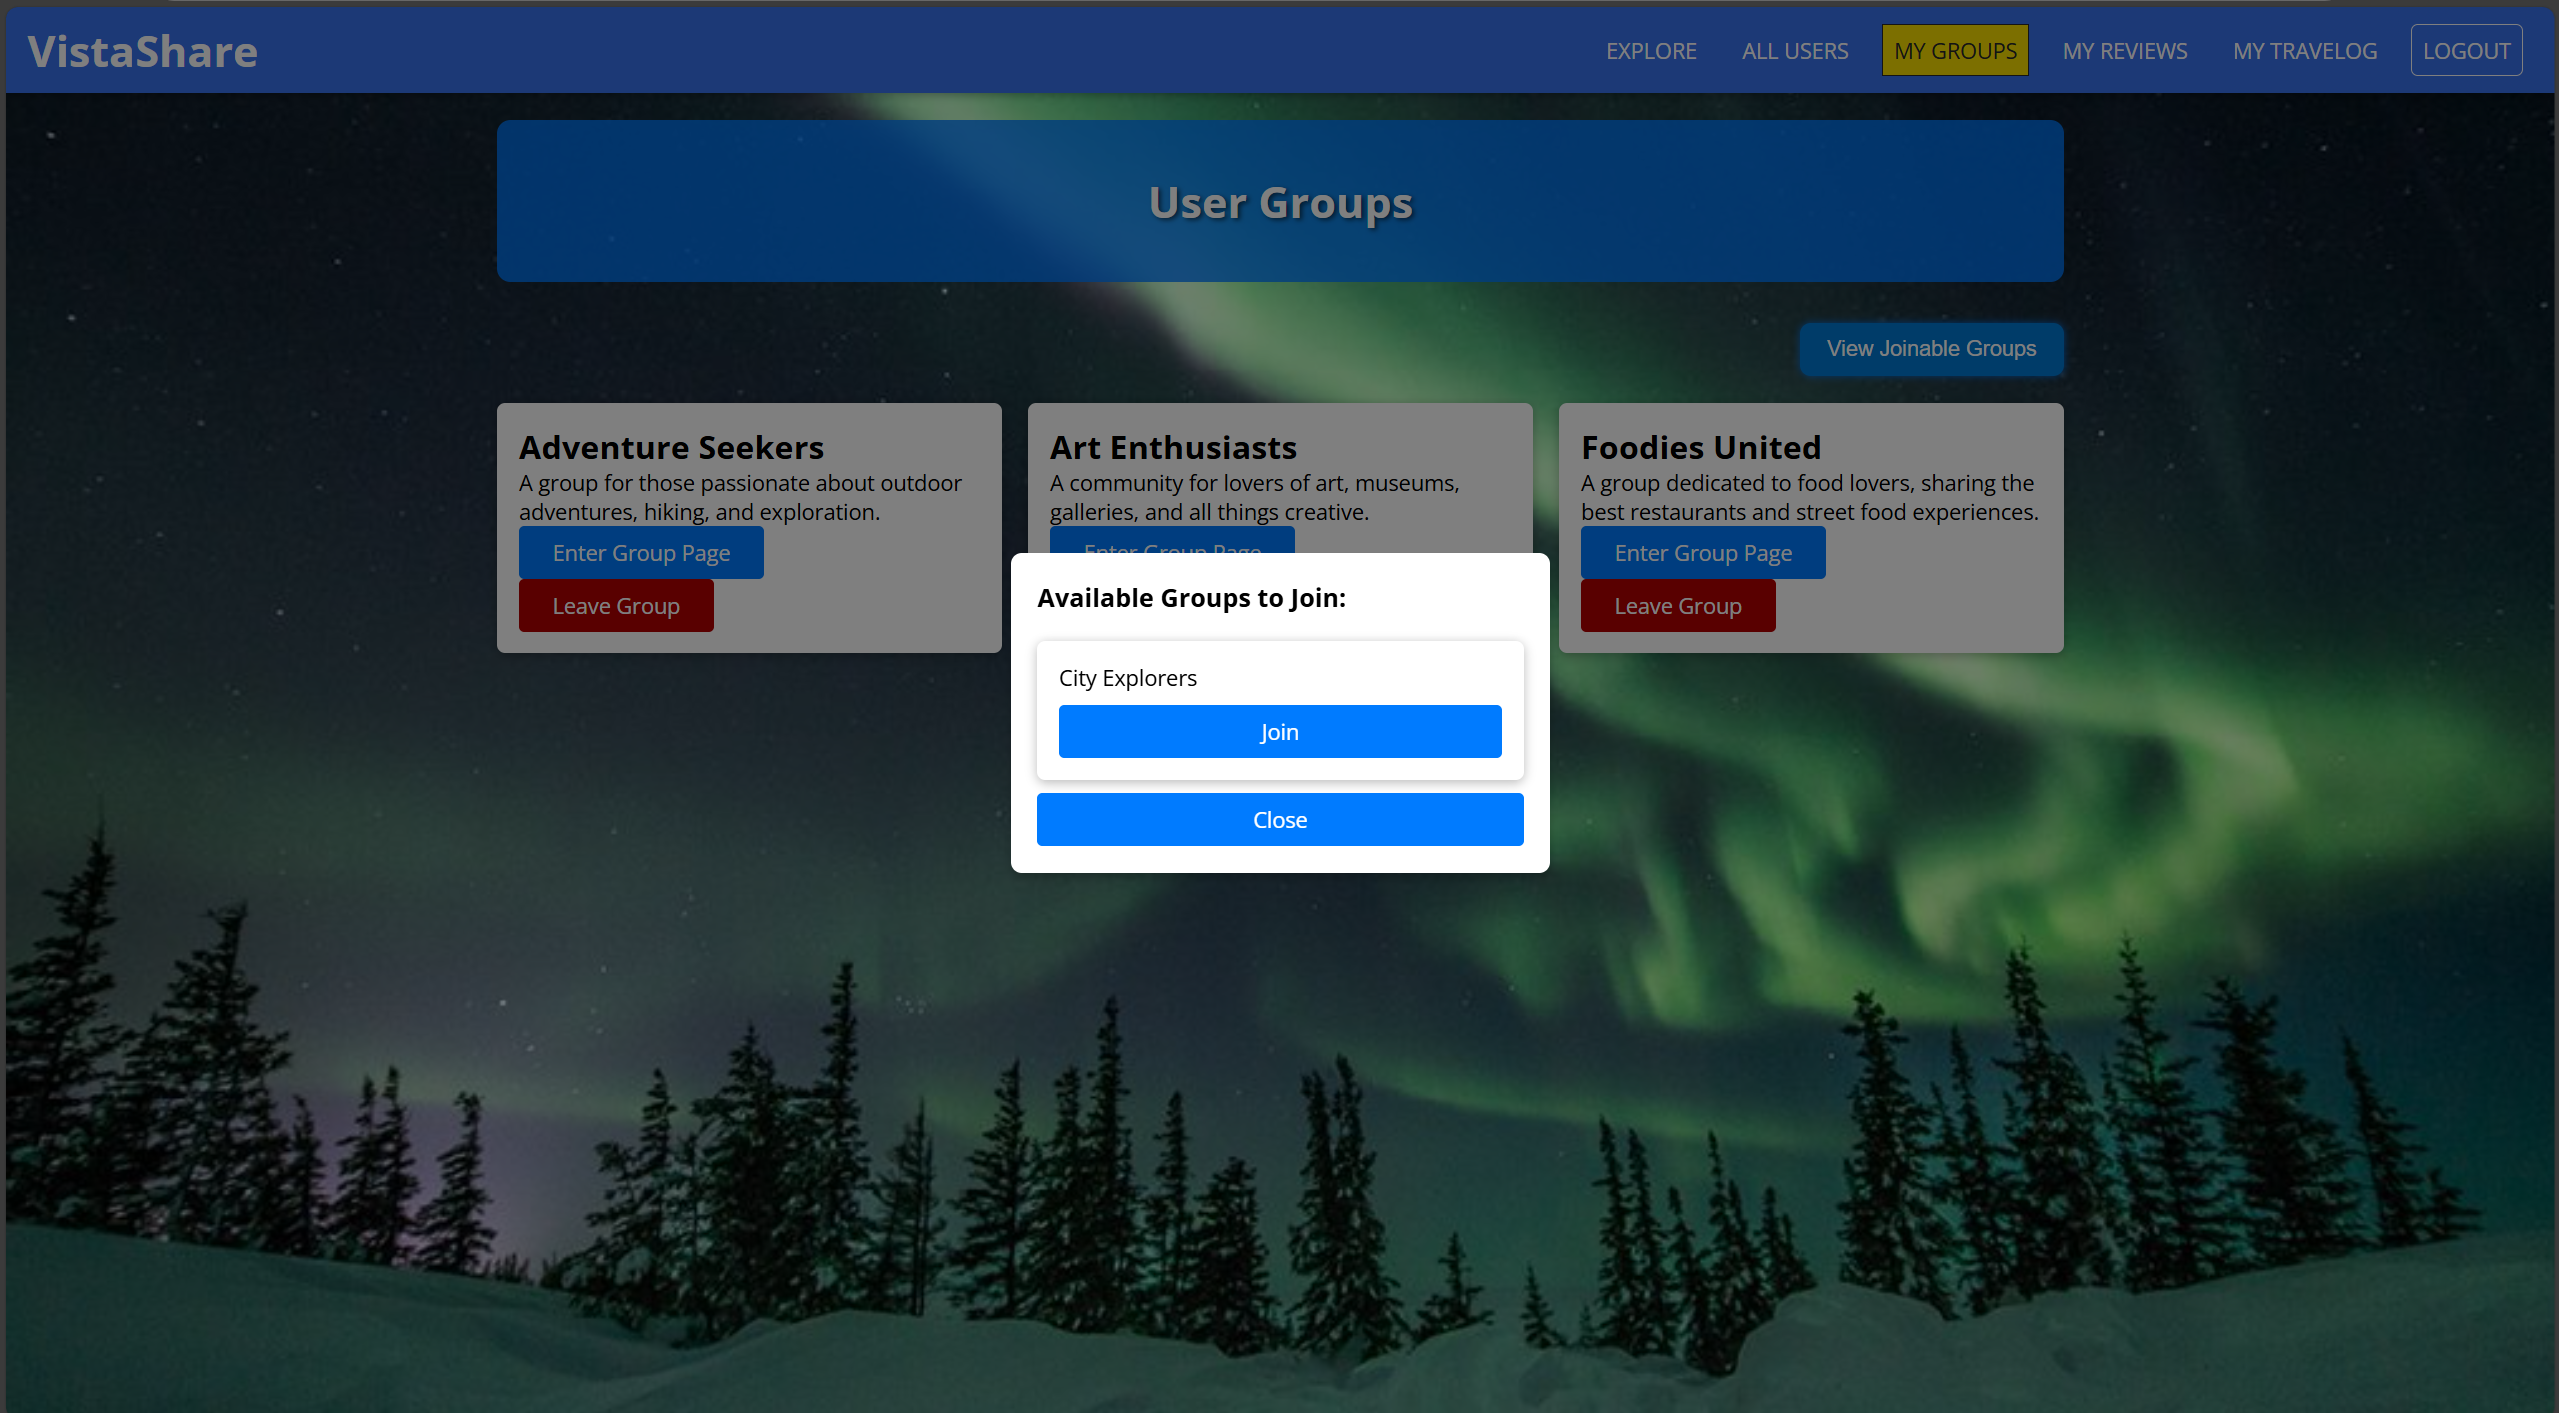 VistaShare
EXPLORE
ALL USERS
MY GROUPS
MY REVIEWS
MY TRAVELOG
LOGOUT
User Groups
View Joinable Groups
Adventure Seekers
A group for those passionate about outdoor
adventures, hiking, and exploration.
Enter Group Page
Leave Group
Art Enthusiasts
A community for lovers of art, museums,
galleries, and all things creative.
Enter Group Page
Foodies United
A group dedicated to food lovers, sharing the
best restaurants and street food experiences.
Enter Group Page
Leave Group
Available Groups to Join:
City Explorers
Join
Close